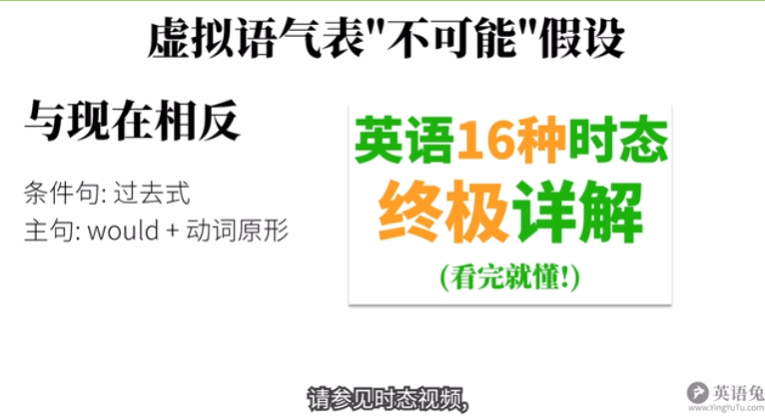 虚拟语气表"不可能"假设
与现在相反
条件句: 过去式
主句: would + 动词原形
英语16种时态
终极详解
(看完就懂!)
请参见时态视频,
英语兔
www.YingYuTu.com